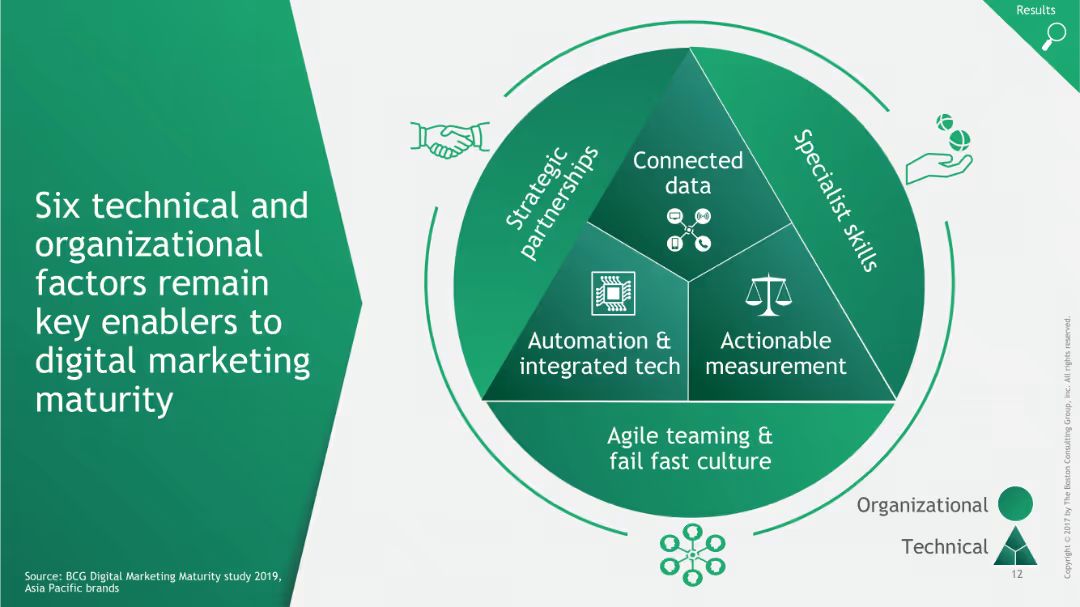 Results
Six technical and
organizational
factors remain
key enablers to
digital marketing
maturity
Strategic
partnerships
Connected
data
Specialist skills
Automation &
integrated tech
Actionable
measurement
Agile teaming &
fail fast culture
Organizational
Technical
12
Source: BCG Digital Marketing Maturity study 2019,
Asia Pacific brands
Copyright © 2017 by The Boston Consulting Group, Inc. All rights reserved.